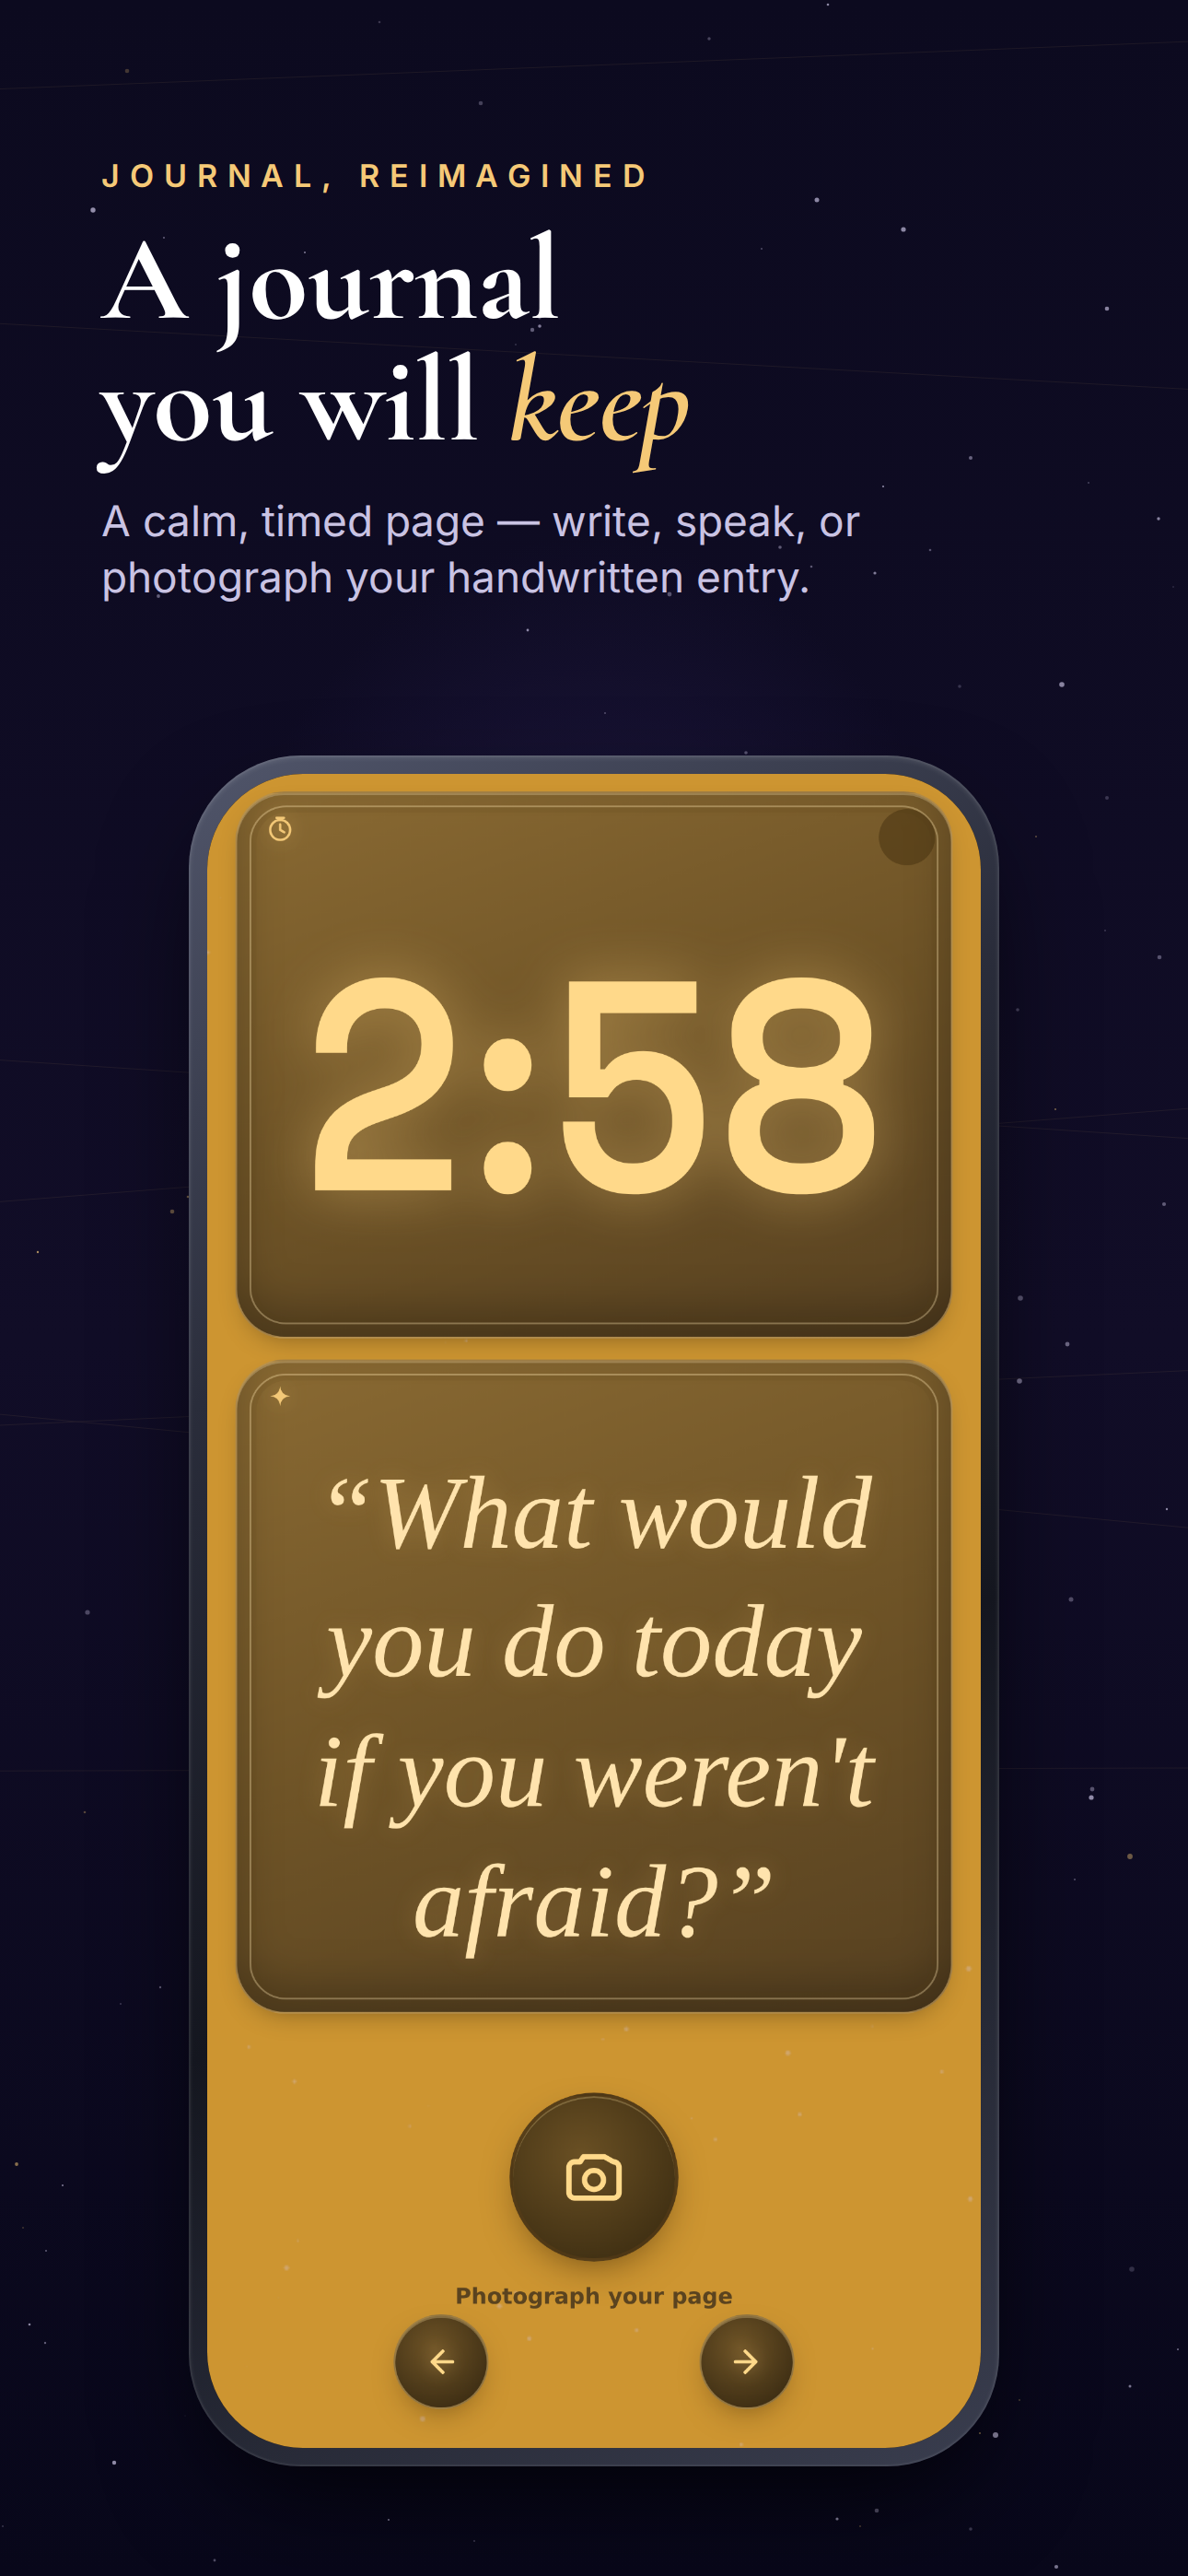 JOURNAL, REIMAGINED
A journal
you will keep
A calm, timed page — write, speak, or
photograph your handwritten entry.
2:58
“What would
you do today
if you weren't
afraid?”
Photograph your page